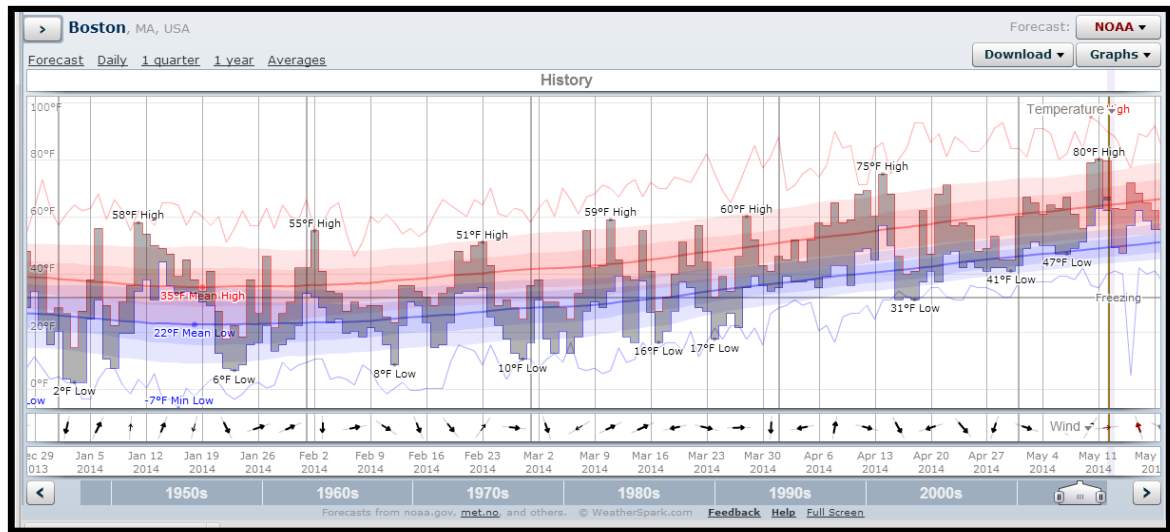 Boston, MA, USA
Forecast: NOAA
Forecast Daily 1 quarter 1 year Averages
Download Graphs
History
100°F
Temperature
80°F
80°F High
75°F High
60°F
58°F High
59°F High
60°F High
55°F High
51°F High
40°F
35°F Mean High
47°F Low
41°F Low
Freezing
31°F Low
20°F
22°F Mean Low
16°F Low
17°F Low
10°F Low
8°F Low
6°F Low
0°F
2°F Low
-7°F Min Low
Low
Wind
29 Jan 5 Jan 12 Jan 19 Jan 26 Feb 2 Feb 9 Feb 16 Feb 23 Mar 2 Mar 9 Mar 16 Mar 23 Mar 30 Apr 6 Apr 13 Apr 20 Apr 27 May 4 May 11 May
013 2014 2014 2014 2014 2014 2014 2014 2014 2014 2014 2014 2014 2014 2014 2014 2014 2014 2014 2014 201
1950s 1960s 1970s 1980s 1990s 2000s
Forecasts from noaa.gov, met.no, and others. © WeatherSpark.com Feedback Help Full Screen